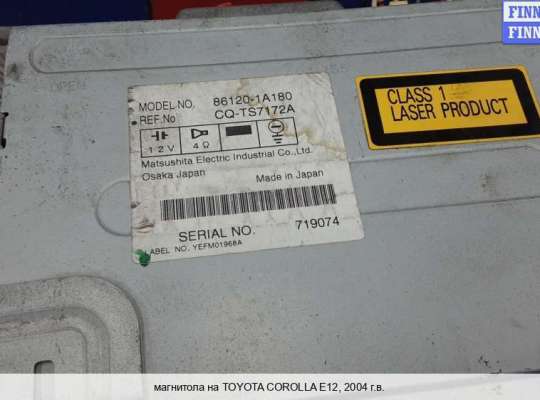 FINN
FINN
OPEN
MODEL NO. 86120-1A180
REF.No CQ-TS7172A
12V 4Ω
Matsushita Electric Industrial Co.,Ltd.
Osaka Japan Made in Japan
SERIAL NO. 719074
LABEL NO. YEFM01968A
CLASS 1
LASER PRODUCT
магнитола на TOYOTA COROLLA E12, 2004 г.в.